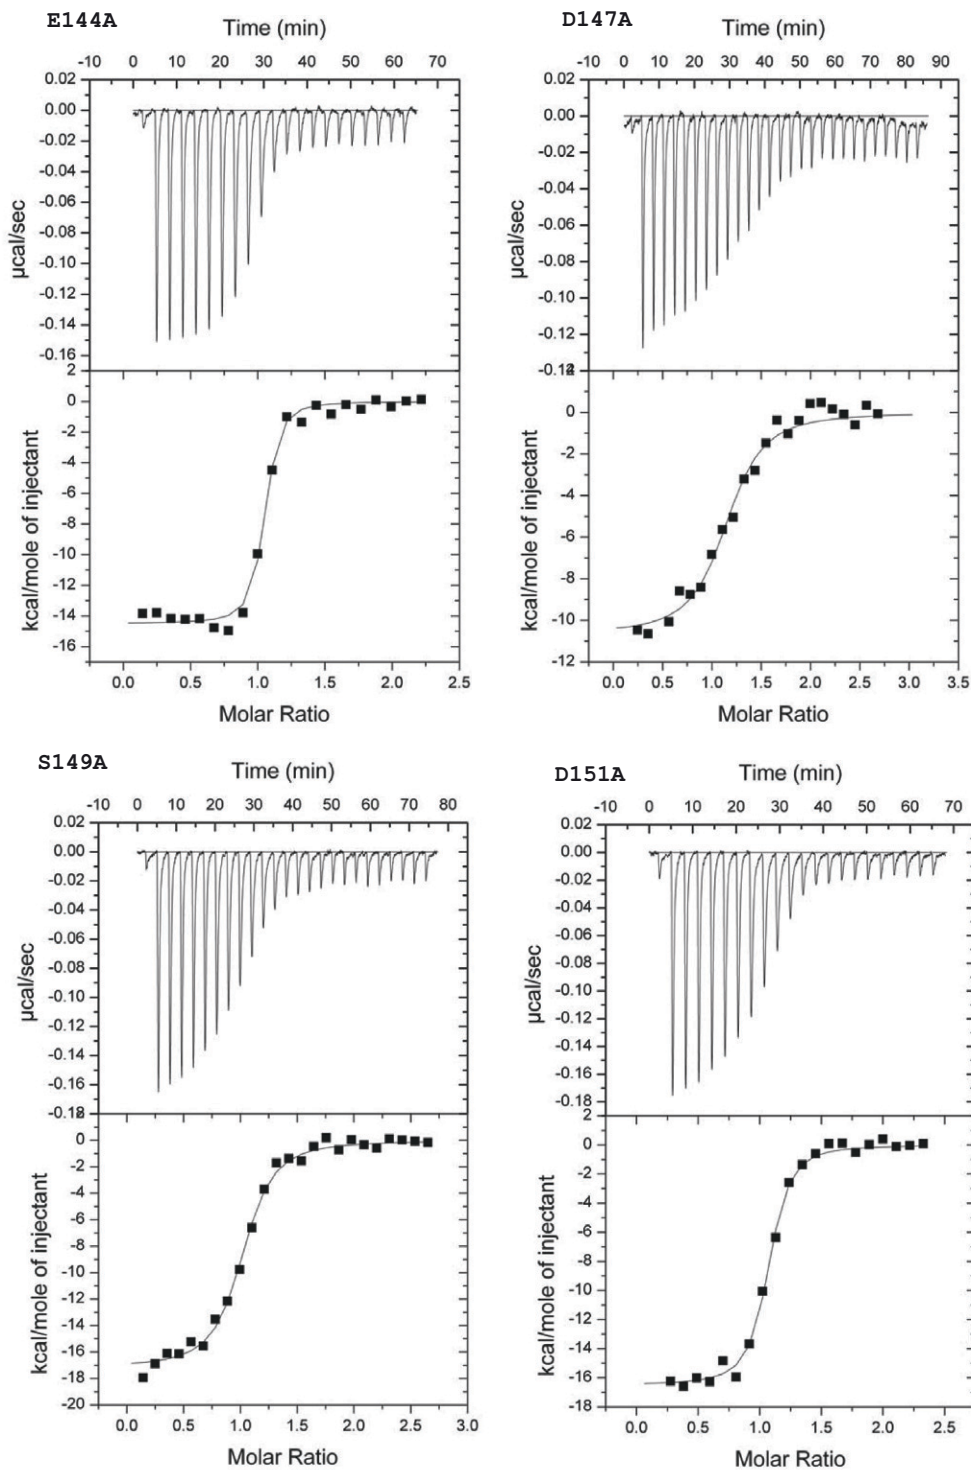 E144A
Time (min)
-10 0 10 20 30 40 50 60 70
0.02
0.00
-0.02
-0.04
-0.06
-0.08
-0.10
-0.12
-0.14
-0.16
µcal/sec
2
0
-2
-4
-6
-8
-10
-12
-14
-16
kcal/mole of injectant
0.0 0.5 1.0 1.5 2.0 2.5
Molar Ratio
D147A
Time (min)
-10 0 10 20 30 40 50 60 70 80 90
0.02
0.00
-0.02
-0.04
-0.06
-0.08
-0.10
-0.12
µcal/sec
0
-2
-4
-6
-8
-10
-12
kcal/mole of injectant
0.0 0.5 1.0 1.5 2.0 2.5 3.0 3.5
Molar Ratio
S149A
Time (min)
-10 0 10 20 30 40 50 60 70 80
0.02
0.00
-0.02
-0.04
-0.06
-0.08
-0.10
-0.12
-0.14
-0.16
µcal/sec
0
-2
-4
-6
-8
-10
-12
-14
-16
-18
-20
kcal/mole of injectant
0.0 0.5 1.0 1.5 2.0 2.5 3.0
Molar Ratio
D151A
Time (min)
-10 0 10 20 30 40 50 60 70
0.02
0.00
-0.02
-0.04
-0.06
-0.08
-0.10
-0.12
-0.14
-0.16
-0.18
µcal/sec
2
0
-2
-4
-6
-8
-10
-12
-14
-16
-18
kcal/mole of injectant
0.0 0.5 1.0 1.5 2.0 2.5
Molar Ratio